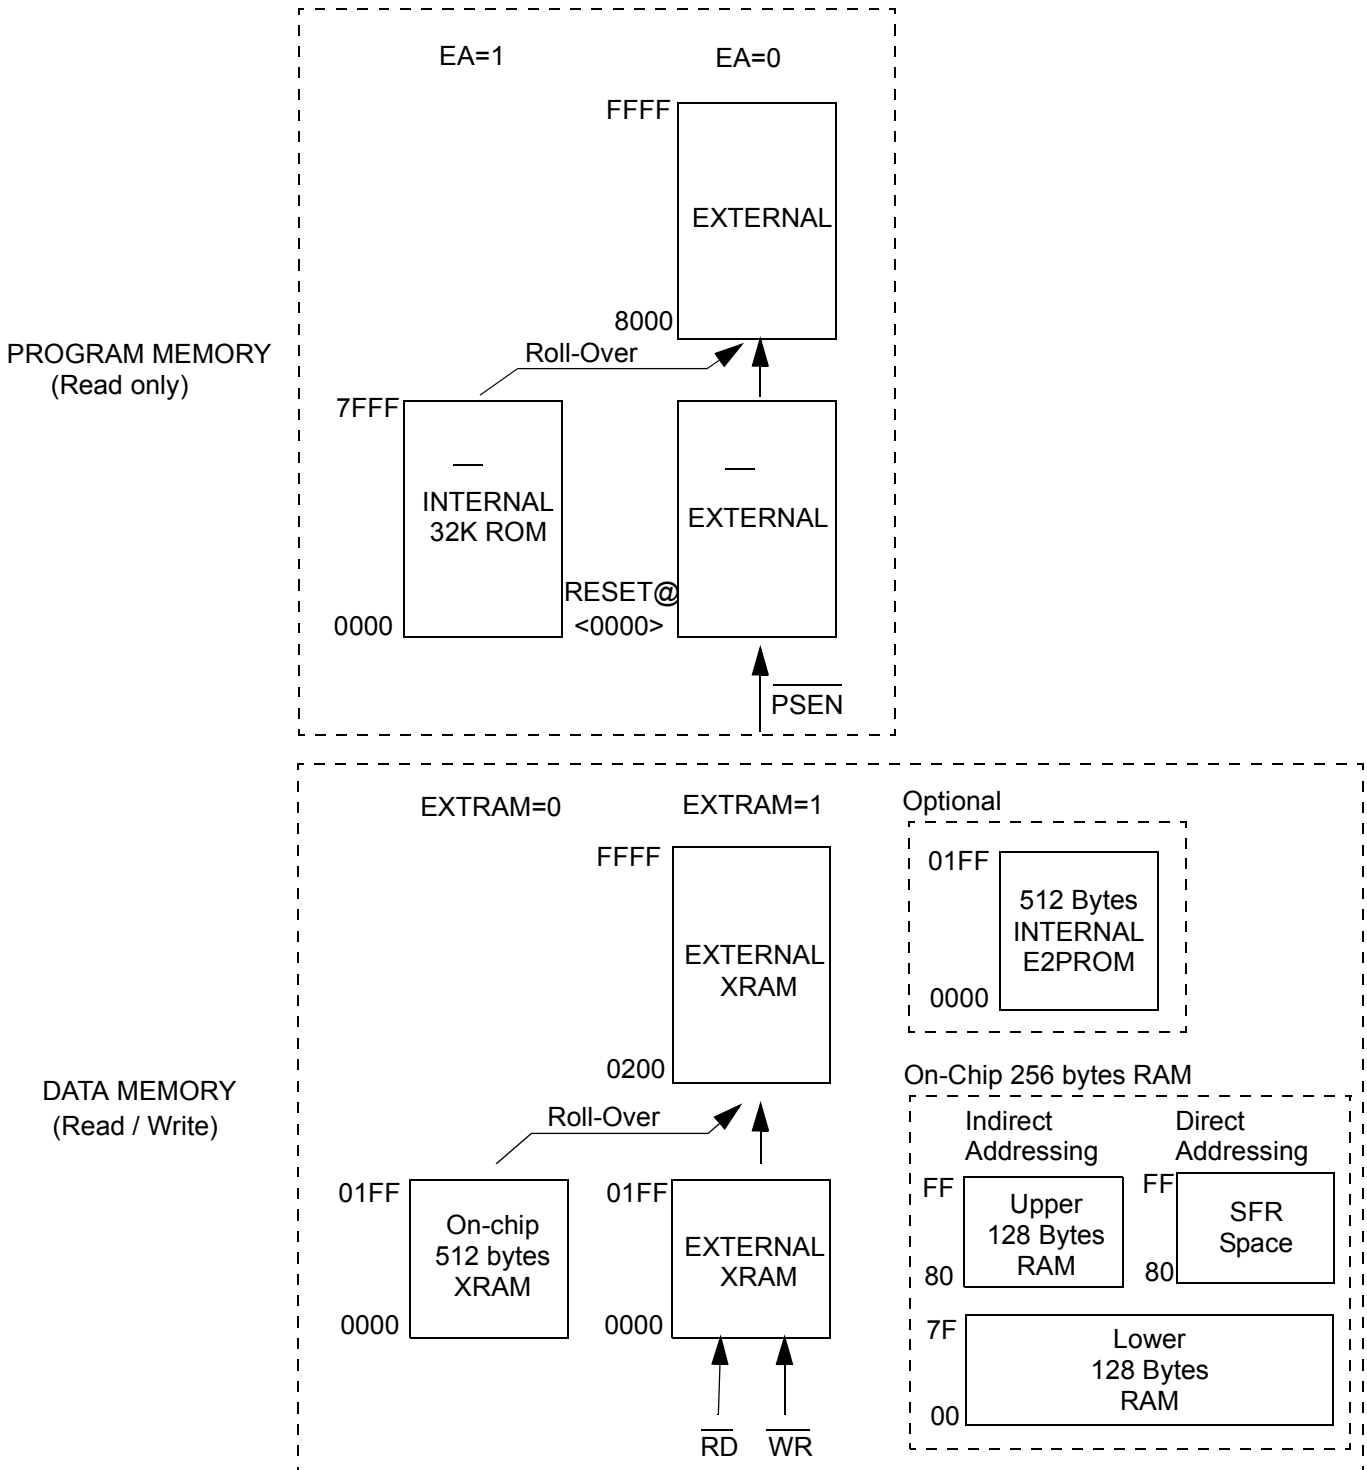 EA=1
EA=0
FFFF
EXTERNAL
8000
Roll-Over
PROGRAM MEMORY
(Read only)
7FFF
INTERNAL
32K ROM
EXTERNAL
RESET@
<0000>
0000
PSEN
EXTRAM=0
EXTRAM=1
Optional
FFFF
01FF
512 Bytes
INTERNAL
E2PROM
0000
EXTERNAL
XRAM
0200
DATA MEMORY
(Read / Write)
Roll-Over
On-Chip 256 bytes RAM
Indirect
Addressing
Direct
Addressing
01FF
On-chip
512 bytes
XRAM
0000
01FF
EXTERNAL
XRAM
0000
FF
Upper
128 Bytes
RAM
80
FF
SFR
Space
80
7F
Lower
128 Bytes
RAM
00
RD
WR